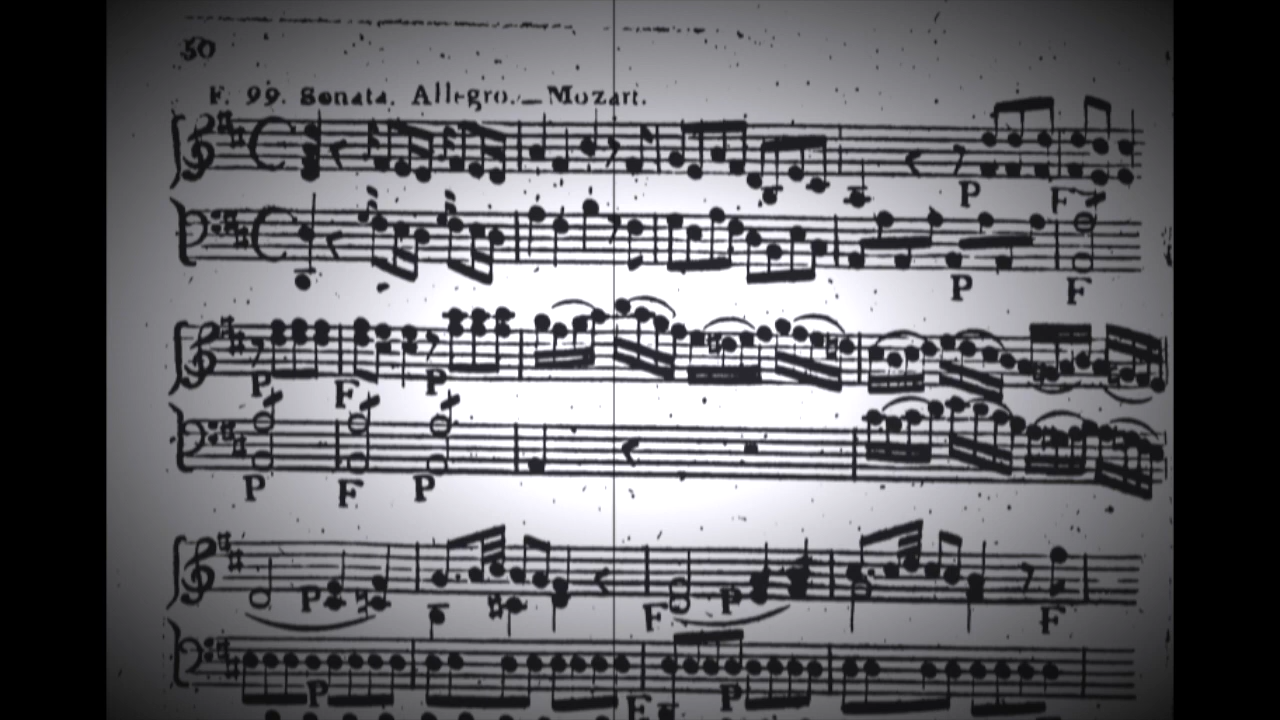 50
F. 99. Sonata. Allegro. — Mozart.
P F
P F
P F P
P F P
P F P F
P F P